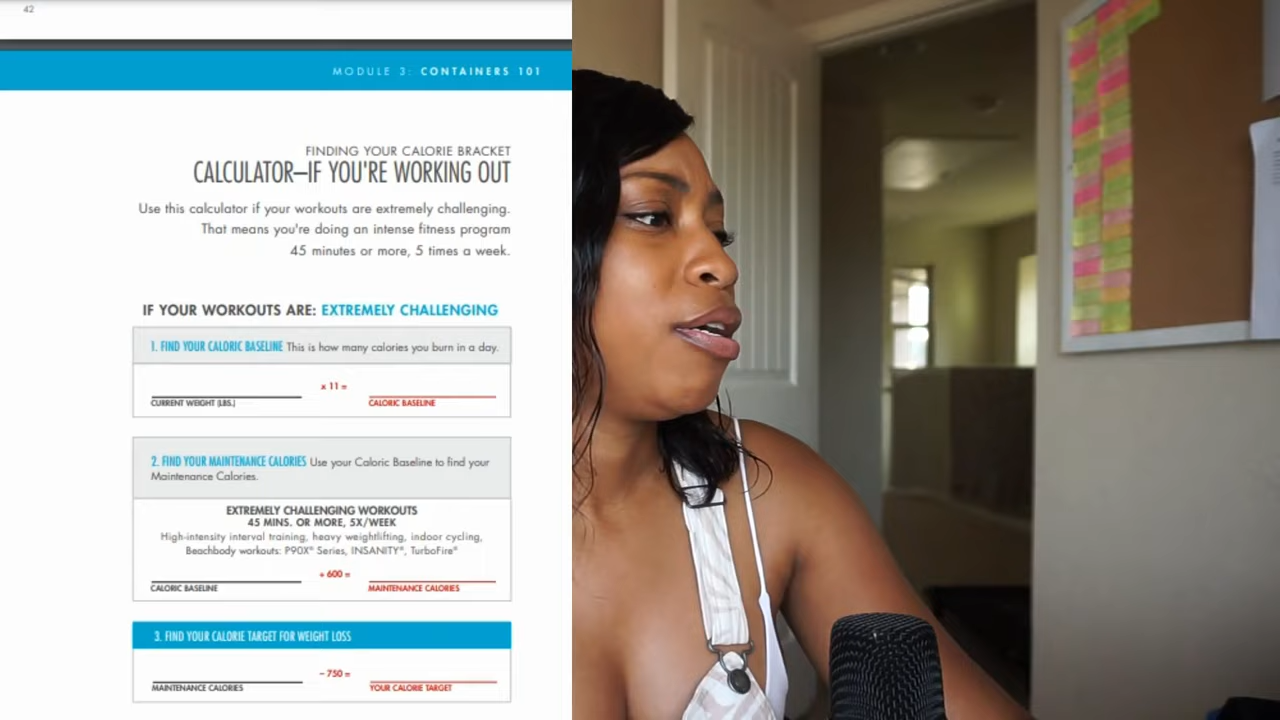 42
MODULE 3: CONTAINERS 101
FINDING YOUR CALORIE BRACKET
CALCULATOR—IF YOU'RE WORKING OUT
Use this calculator if your workouts are extremely challenging.
That means you're doing an intense fitness program
45 minutes or more, 5 times a week.
IF YOUR WORKOUTS ARE: EXTREMELY CHALLENGING
1. FIND YOUR CALORIC BASELINE This is how many calories you burn in a day.
x 11 =
CURRENT WEIGHT (LBS.) CALORIC BASELINE
2. FIND YOUR MAINTENANCE CALORIES Use your Caloric Baseline to find your
Maintenance Calories.
EXTREMELY CHALLENGING WORKOUTS
45 MINS. OR MORE, 5X/WEEK
High-intensity interval training, heavy weightlifting, indoor cycling,
Beachbody workouts: P90X® Series, INSANITY®, TurboFire®
+ 600 =
CALORIC BASELINE MAINTENANCE CALORIES
3. FIND YOUR CALORIE TARGET FOR WEIGHT LOSS
– 750 =
MAINTENANCE CALORIES YOUR CALORIE TARGET